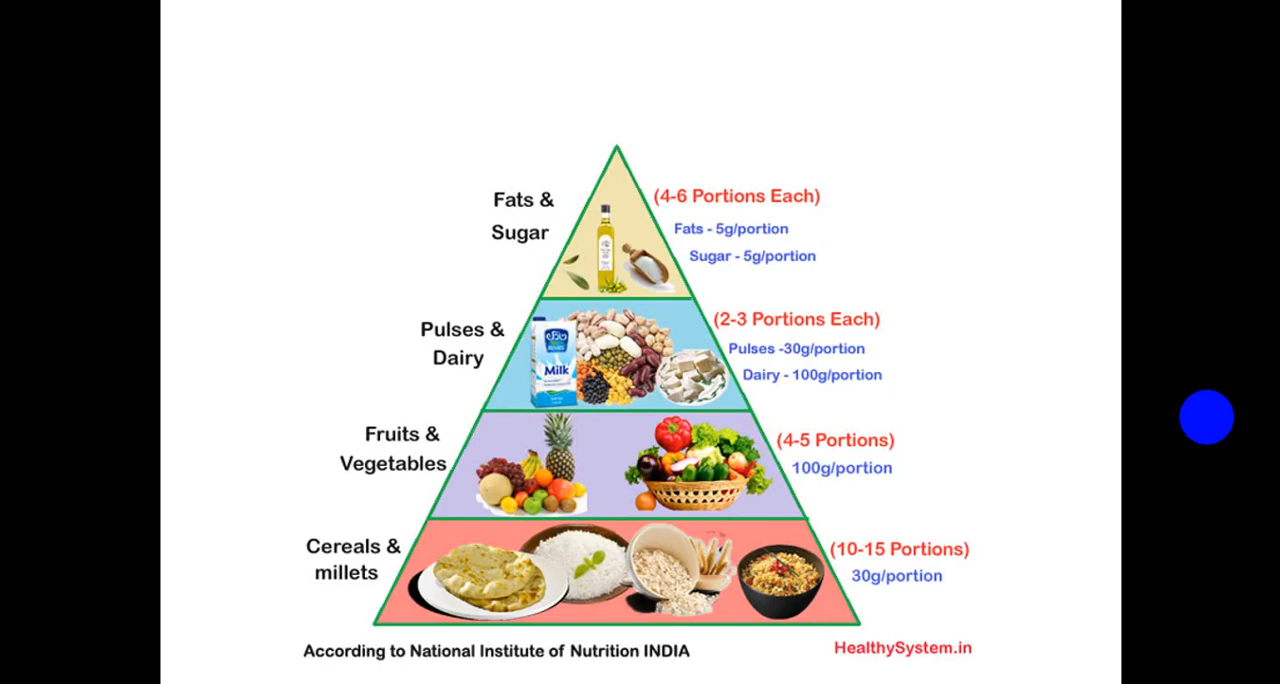 Fats &
Sugar
(4-6 Portions Each)
Fats - 5g/portion
Sugar - 5g/portion
Pulses &
Dairy
Milk
(2-3 Portions Each)
Pulses -30g/portion
Dairy - 100g/portion
Fruits &
Vegetables
(4-5 Portions)
100g/portion
Cereals &
millets
(10-15 Portions)
30g/portion
According to National Institute of Nutrition INDIA
HealthySystem.in